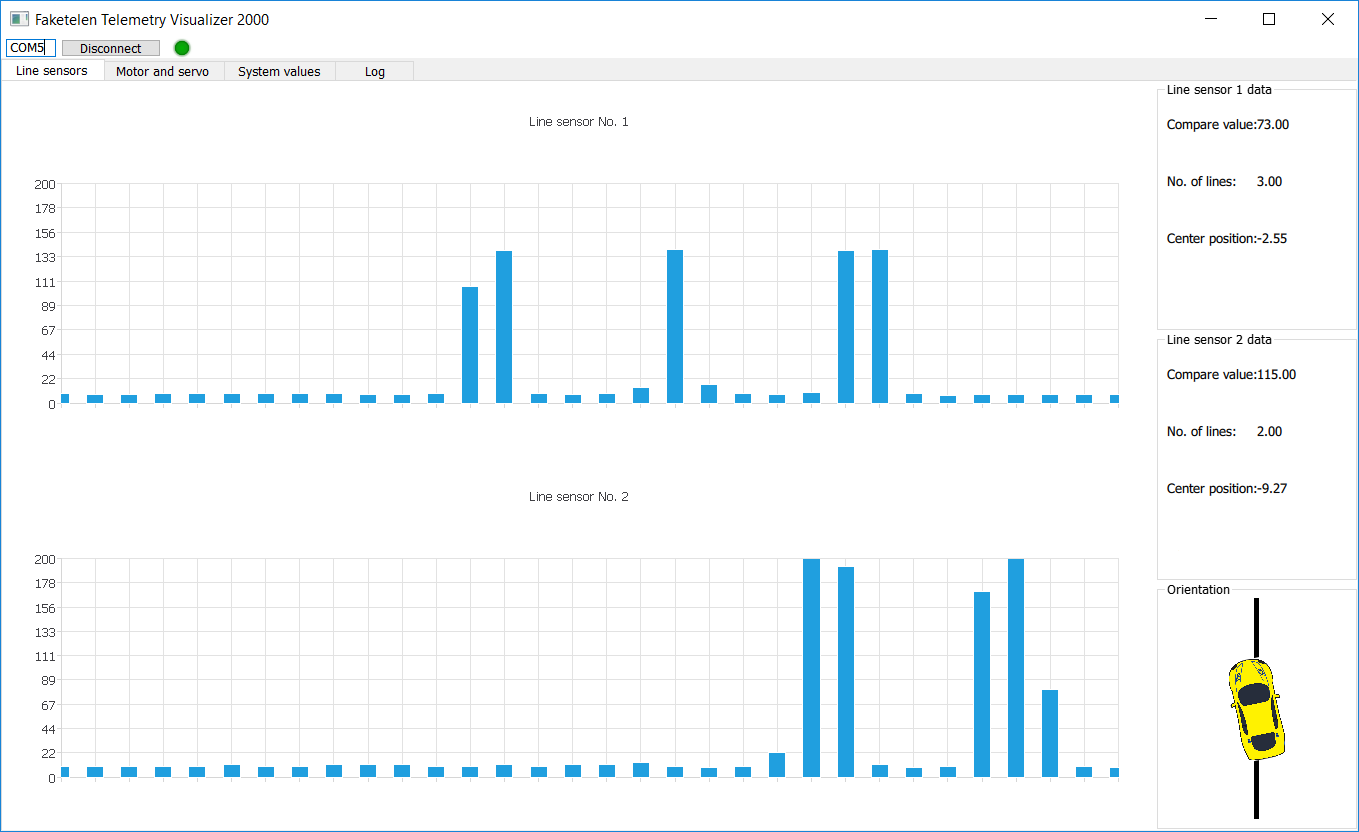 Faketelen Telemetry Visualizer 2000
COM5 Disconnect
Line sensors Motor and servo System values Log
Line sensor No. 1
200
178
156
133
111
89
67
44
22
0
Line sensor No. 2
200
178
156
133
111
89
67
44
22
0
Line sensor 1 data
Compare value:73.00
No. of lines: 3.00
Center position:-2.55
Line sensor 2 data
Compare value:115.00
No. of lines: 2.00
Center position:-9.27
Orientation